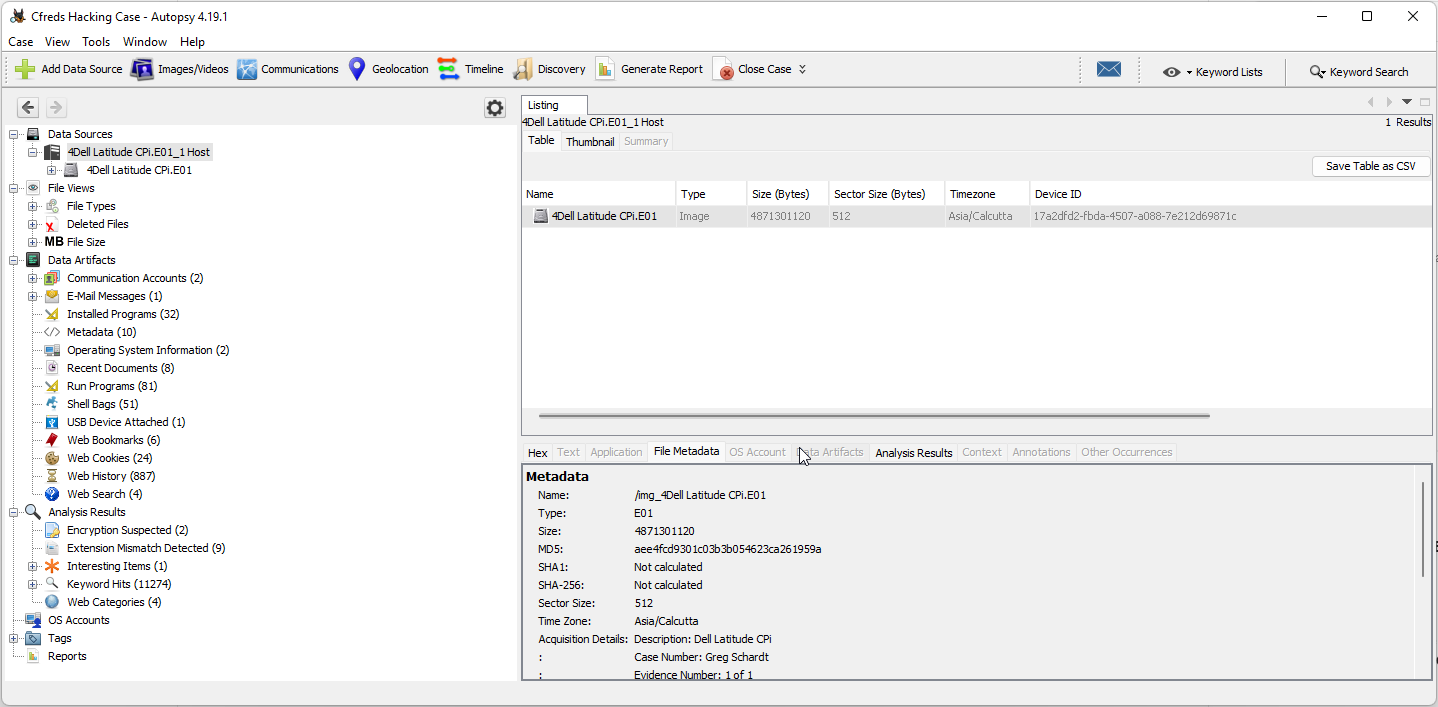 Cfreds Hacking Case - Autopsy 4.19.1
Case View Tools Window Help
Add Data Source Images/Videos Communications Geolocation Timeline Discovery Generate Report Close Case Keyword Lists Keyword Search
Data Sources
4Dell Latitude CPi.E01_1 Host
4Dell Latitude CPi.E01
File Views
File Types
Deleted Files
MB File Size
Data Artifacts
Communication Accounts (2)
E-Mail Messages (1)
Installed Programs (32)
Metadata (10)
Operating System Information (2)
Recent Documents (8)
Run Programs (81)
Shell Bags (51)
USB Device Attached (1)
Web Bookmarks (6)
Web Cookies (24)
Web History (887)
Web Search (4)
Analysis Results
Encryption Suspected (2)
Extension Mismatch Detected (9)
Interesting Items (1)
Keyword Hits (11274)
Web Categories (4)
OS Accounts
Tags
Reports
Listing
4Dell Latitude CPi.E01_1 Host 1 Results
Table Thumbnail Summary
Save Table as CSV
Name Type Size (Bytes) Sector Size (Bytes) Timezone Device ID
4Dell Latitude CPi.E01 Image 4871301120 512 Asia/Calcutta 17a2dfd2-fbda-4507-a088-7e212d69871c
Hex Text Application File Metadata OS Account Data Artifacts Analysis Results Context Annotations Other Occurrences
Metadata
Name: /img_4Dell Latitude CPi.E01
Type: E01
Size: 4871301120
MD5: aee4fcd9301c03b3b054623ca261959a
SHA1: Not calculated
SHA-256: Not calculated
Sector Size: 512
Time Zone: Asia/Calcutta
Acquisition Details: Description: Dell Latitude CPi
: Case Number: Greg Schardt
: Evidence Number: 1 of 1